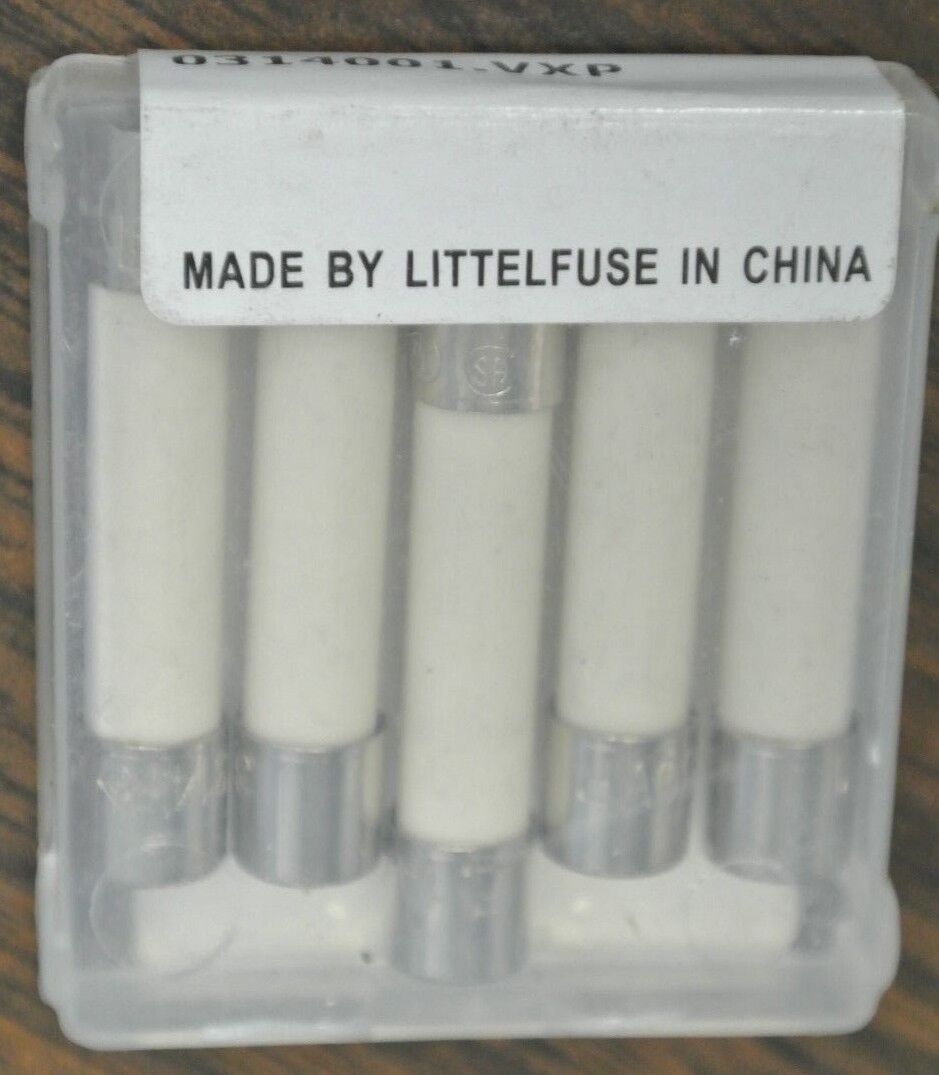 0314001.VXP
MADE BY LITTELFUSE IN CHINA